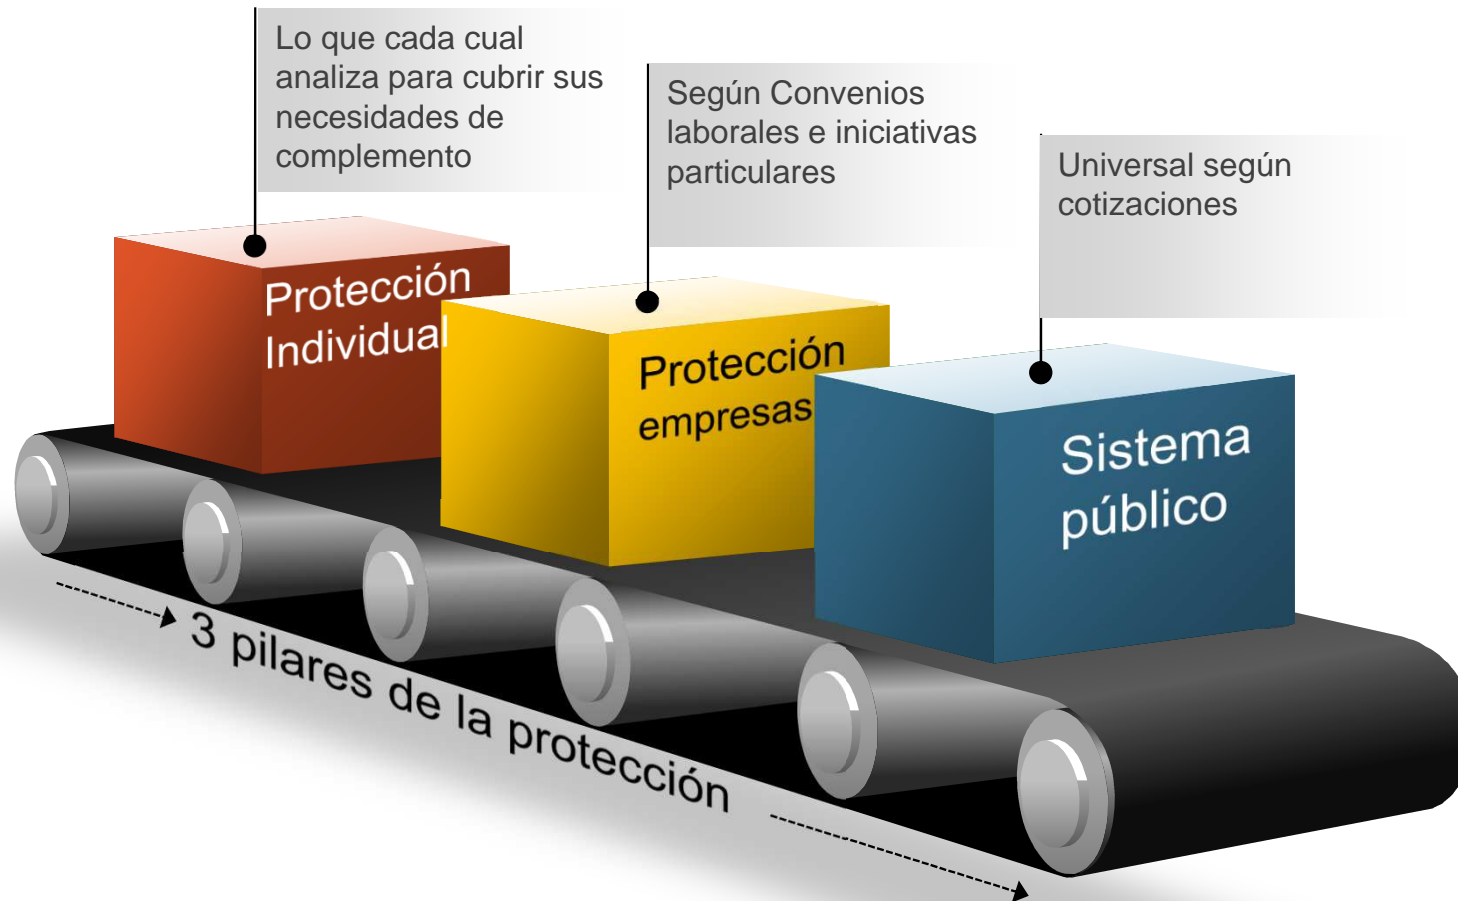 Lo que cada cual
analiza para cubrir sus
necesidades de
complemento
Según Convenios
laborales e iniciativas
particulares
Universal según
cotizaciones
Protección
Individual
Protección
empresas
Sistema
público
3 pilares de la protección